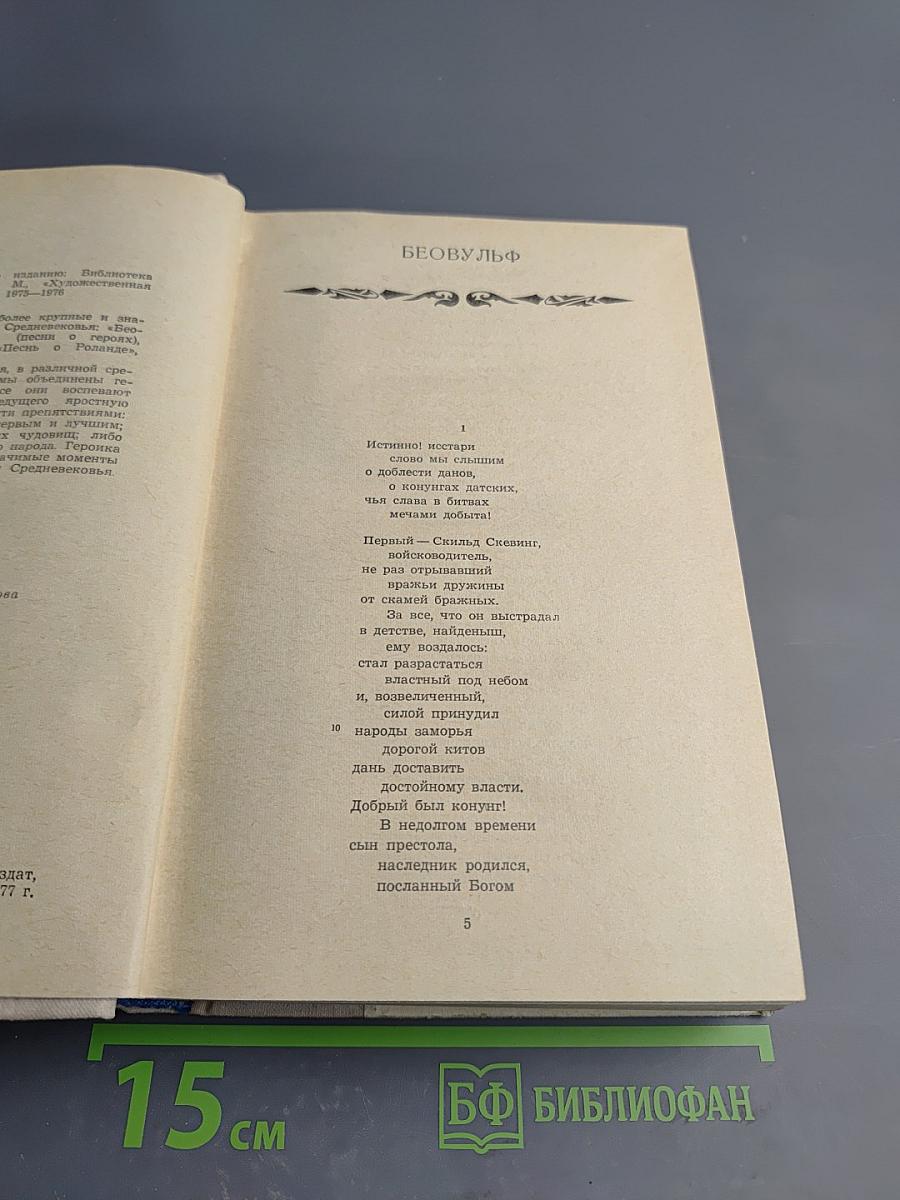 изданию: Библиотека
М., «Художественная
1975—1976
более крупные и зна-
Средневековья: «Бео-
(песни о героях),
«Песнь о Роланде»,
я, в различной сре-
мы объединены ге-
се они воспевают
едущего яростную
ти препятствиями:
ервым и лучшим;
их чудовищ; либо
о народа. Героика
ачимые моменты
Средневековья.
ова
здат,
77 г.
БЕОВУЛЬФ
1
Истинно! исстари
слово мы слышим
о доблести данов,
о конунгах датских,
чья слава в битвах
мечами добыта!
Первый — Скильд Скевинг,
войсководитель,
не раз отрывавший
вражьи дружины
от скамей бражных.
За все, что он выстрадал
в детстве, найденыш,
ему воздалось:
стал разрастаться
властный под небом
и, возвеличенный,
силой принудил
10 народы заморья
дорогой китов
дань доставить
достойному власти.
Добрый был конунг!
В недолгом времени
сын престола,
наследник родился,
посланный Богом
5
15 см
БФ БИБЛИОФАН